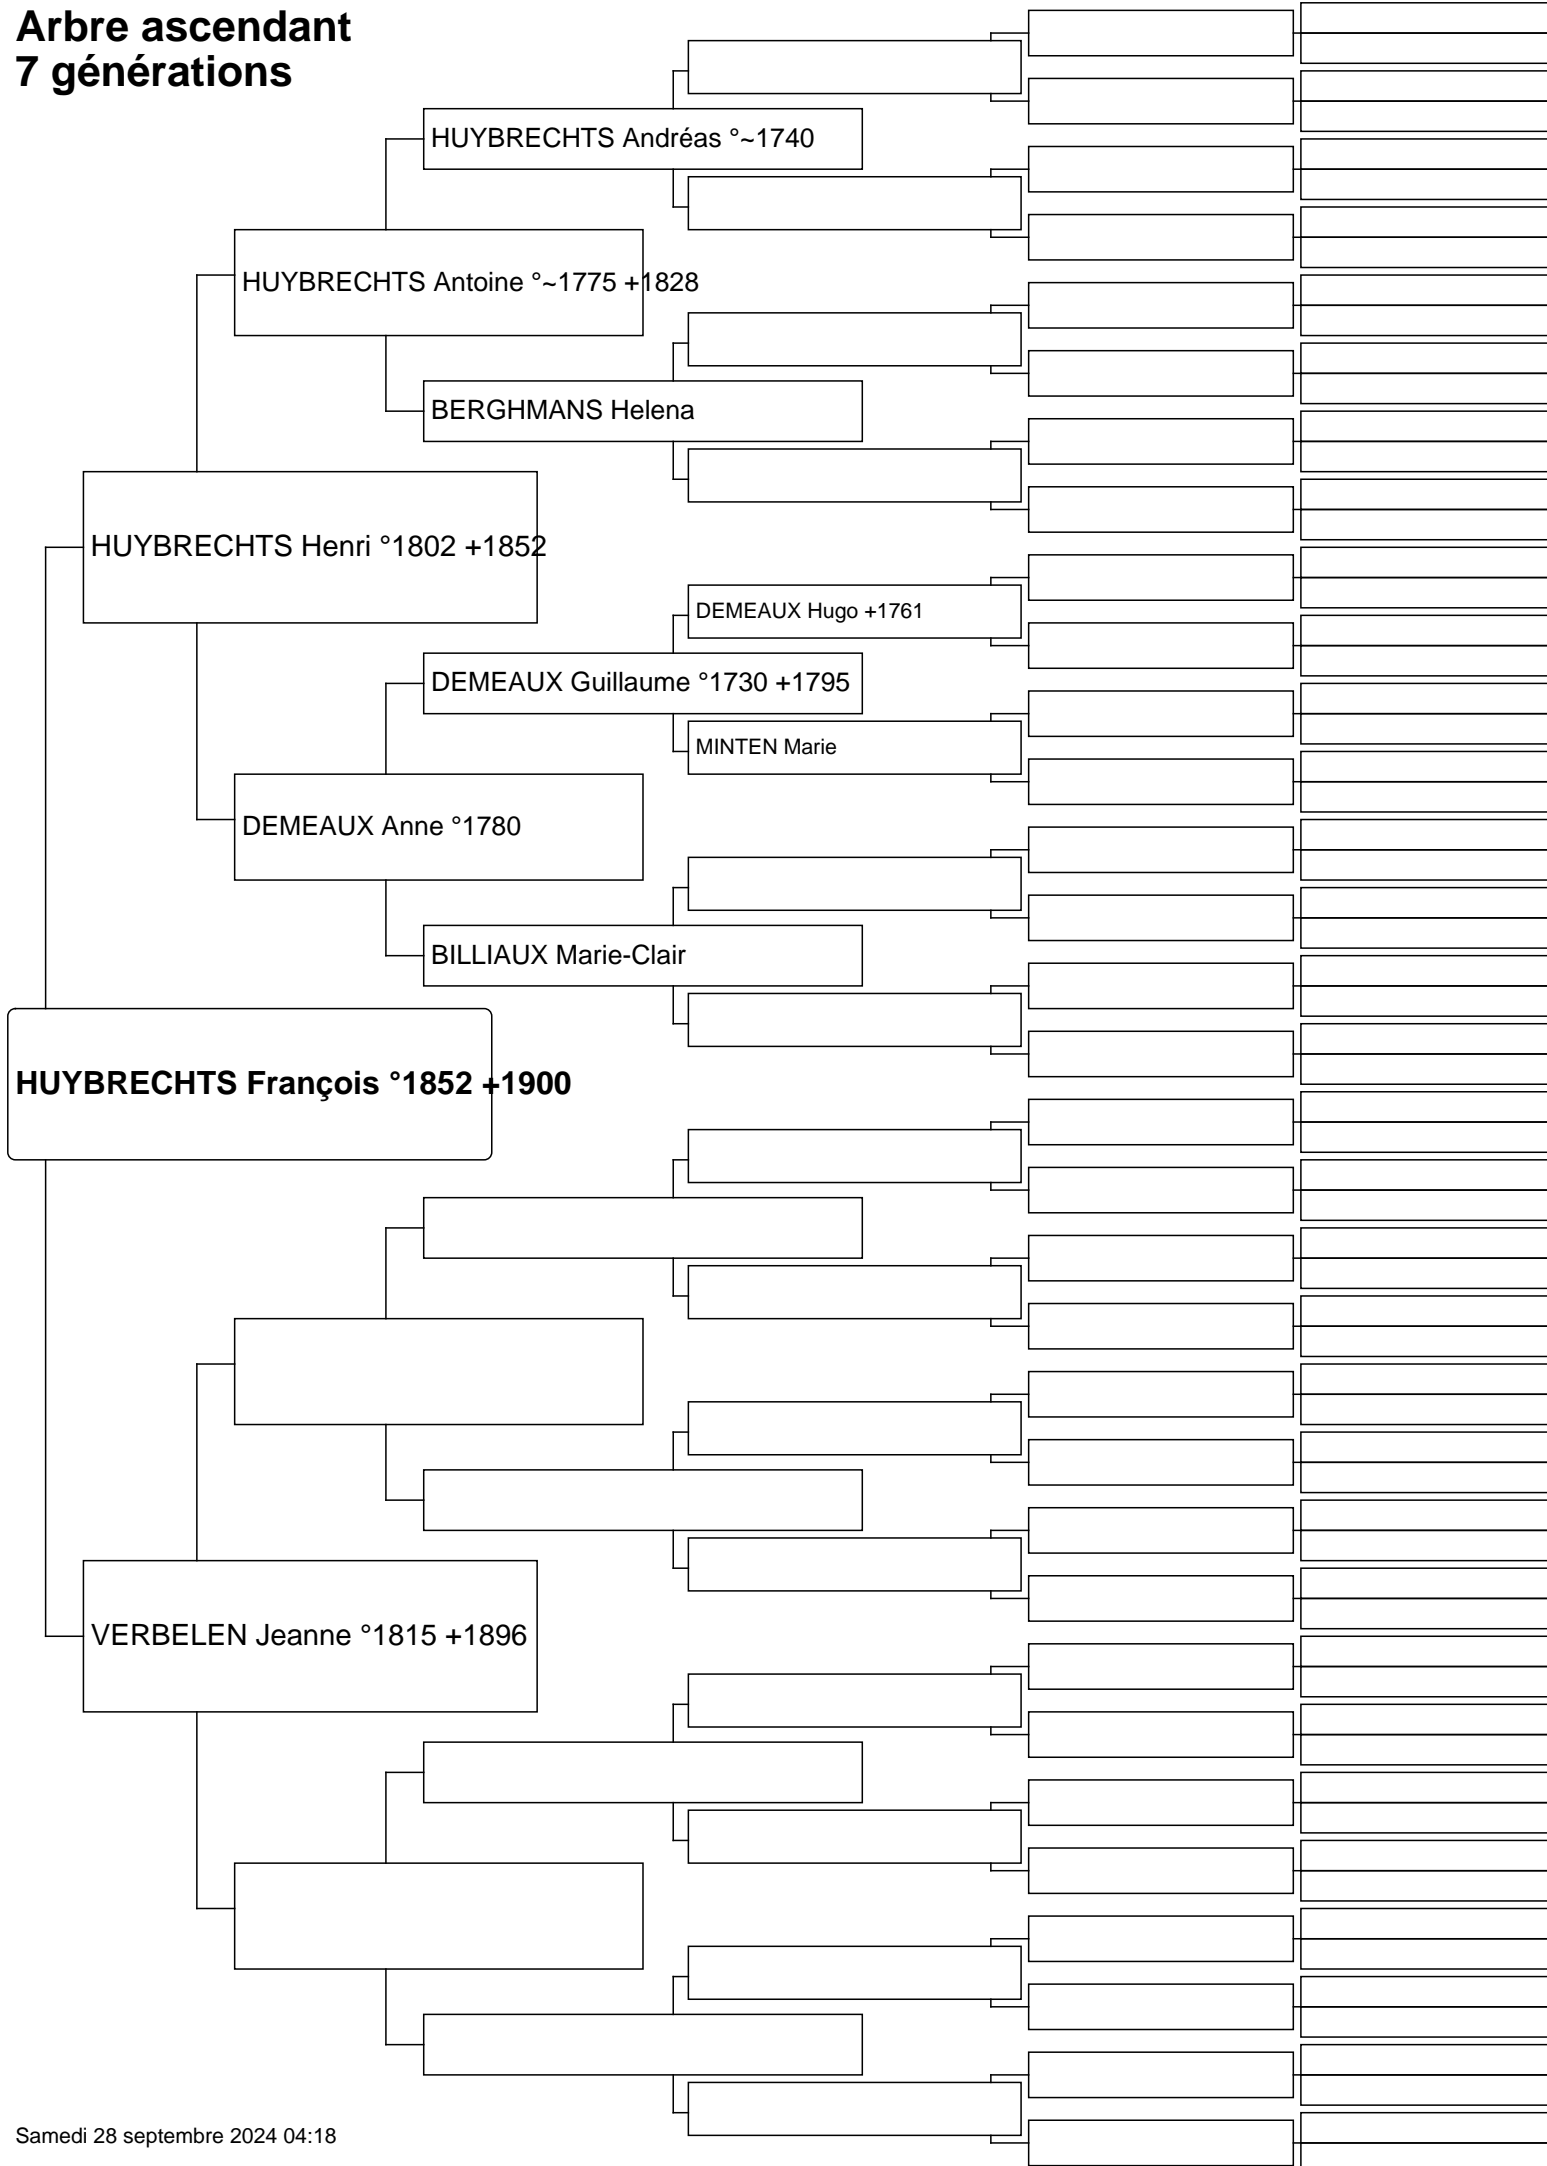 Arbre ascendant
7 générations
HUYBRECHTS Andréas °~1740
HUYBRECHTS Antoine °~1775 +1828
BERGHMANS Helena
HUYBRECHTS Henri °1802 +1852
DEMEAUX Hugo +1761
DEMEAUX Guillaume °1730 +1795
MINTEN Marie
DEMEAUX Anne °1780
BILLIAUX Marie-Clair
HUYBRECHTS François °1852 +1900
VERBELEN Jeanne °1815 +1896
Samedi 28 septembre 2024 04:18